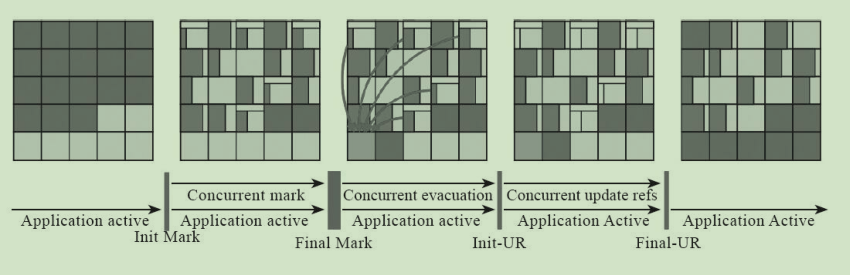 Concurrent mark
Concurrent evacuation
Concurrent update refs
Application active
Application active
Application active
Application Active
Application Active
Init Mark
Final Mark
Init-UR
Final-UR